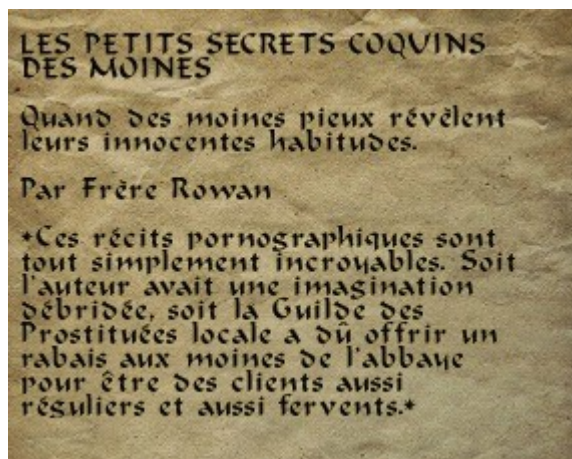 LES PETITS SECRETS COQUINS
DES MOINES
Quand des moines pieux révèlent
leurs innocentes habitudes.
Par Frère Rowan
*Ces récits pornographiques sont
tout simplement incroyables. Soit
l'auteur avait une imagination
débridée, soit la Guilde des
Prostituées locale a dû offrir un
rabais aux moines de l'abbaye
pour être des clients aussi
réguliers et aussi fervents.*